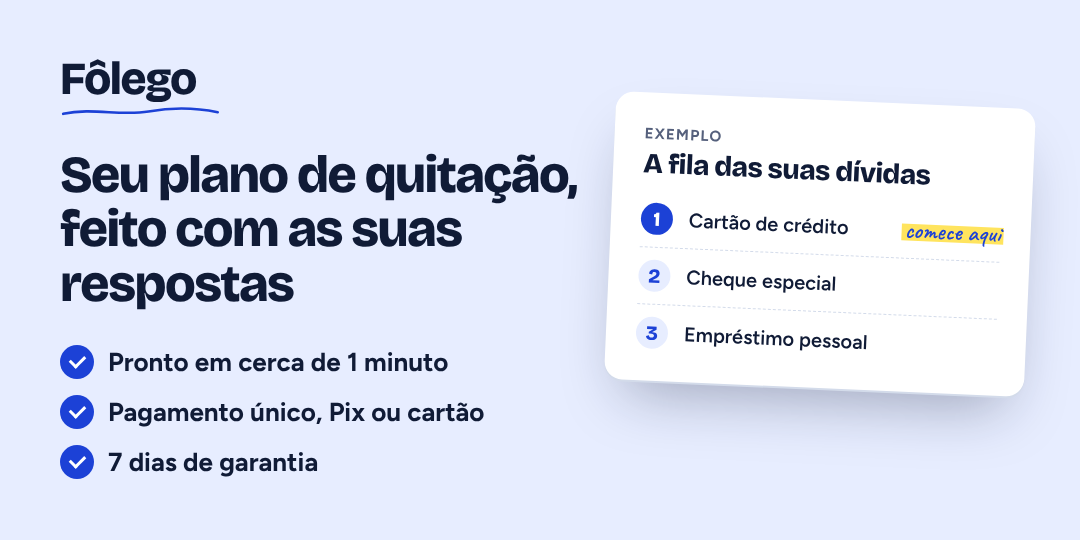 Fôlego
Seu plano de quitação,
feito com as suas
respostas
Pronto em cerca de 1 minuto
Pagamento único, Pix ou cartão
7 dias de garantia
EXEMPLO
A fila das suas dívidas
1 Cartão de crédito comece aqui
2 Cheque especial
3 Empréstimo pessoal